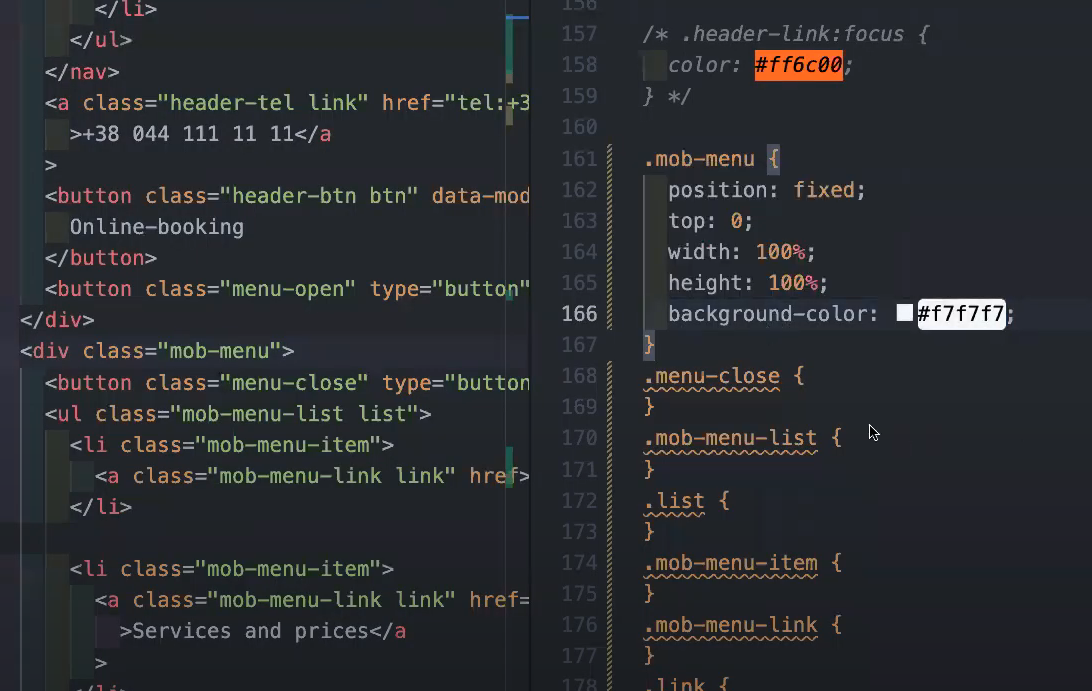 </li>
</ul>
</nav>
<a class="header-tel link" href="tel:+3
>+38 044 111 11 11</a
>
<button class="header-btn btn" data-mod
Online-booking
</button>
<button class="menu-open" type="button"
</div>
<div class="mob-menu">
<button class="menu-close" type="button
<ul class="mob-menu-list list">
<li class="mob-menu-item">
<a class="mob-menu-link link" href>
</li>
<li class="mob-menu-item">
<a class="mob-menu-link link" href=
>Services and prices</a
>
</li>
156
157 /* .header-link:focus {
158 color: #ff6c00;
159 } */
160
161 .mob-menu {
162 position: fixed;
163 top: 0;
164 width: 100%;
165 height: 100%;
166 background-color: #f7f7f7;
167 }
168 .menu-close {
169 }
170 .mob-menu-list {
171 }
172 .list {
173 }
174 .mob-menu-item {
175 }
176 .mob-menu-link {
177 }
178 .link {